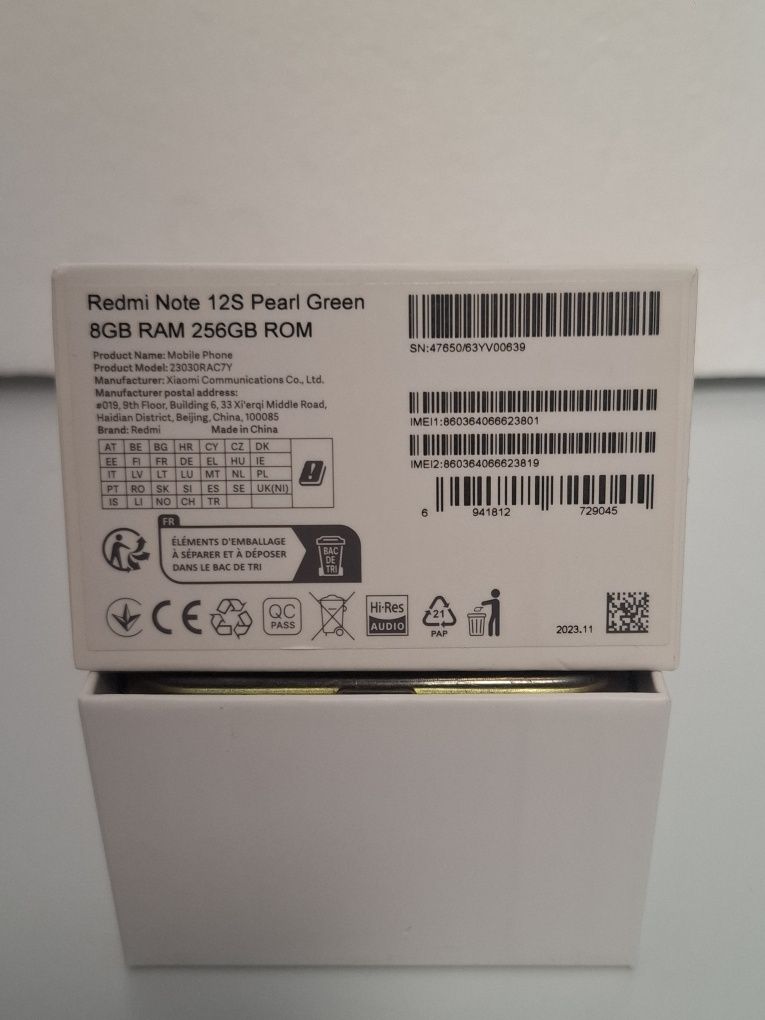 Redmi Note 12S Pearl Green
8GB RAM 256GB ROM
Product Name: Mobile Phone
Product Model: 23030RAC7Y
Manufacturer: Xiaomi Communications Co., Ltd.
Manufacturer postal address:
#019, 9th Floor, Building 6, 33 Xi'erqi Middle Road,
Haidian District, Beijing, China, 100085
Brand: Redmi Made in China
AT BE BG HR CY CZ DK
EE FI FR DE EL HU IE
IT LV LT LU MT NL PL
PT RO SK SI ES SE UK(NI)
IS LI NO CH TR
SN:47650/63YV00639
IMEI1:860364066623801
IMEI2:860364066623819
6 941812 729045
FR
ÉLÉMENTS D'EMBALLAGE
À SÉPARER ET À DÉPOSER
DANS LE BAC DE TRI
BAC
DE
TRI
CE
QC
PASS
Hi-Res
AUDIO
21
PAP
2023.11